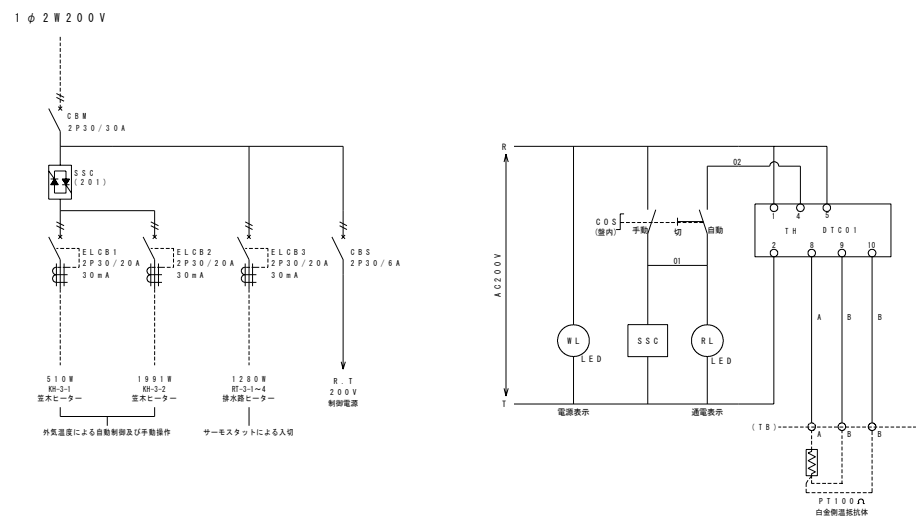 1φ2W200V
CBM
2P30/30A
SSC
(201)
ELCB1
2P30/20A
30mA
ELCB2
2P30/20A
30mA
ELCB3
2P30/20A
30mA
CBS
2P30/6A
510W
KH-3-1
笠木ヒーター
1991W
KH-3-2
笠木ヒーター
1280W
RT-3-1~4
排水路ヒーター
R.T
200V
制御電源
外気温度による自動制御及び手動操作
サーモスタットによる入切
R
AC200V
T
COS
(盤内)
手動
切
自動
01
02
WL
LED
電源表示
SSC
RL
LED
通電表示
1
4
5
TH DTC01
2
8
9
10
A
B
B
(TB)
A
B
B
PT100Ω
白金側温抵抗体